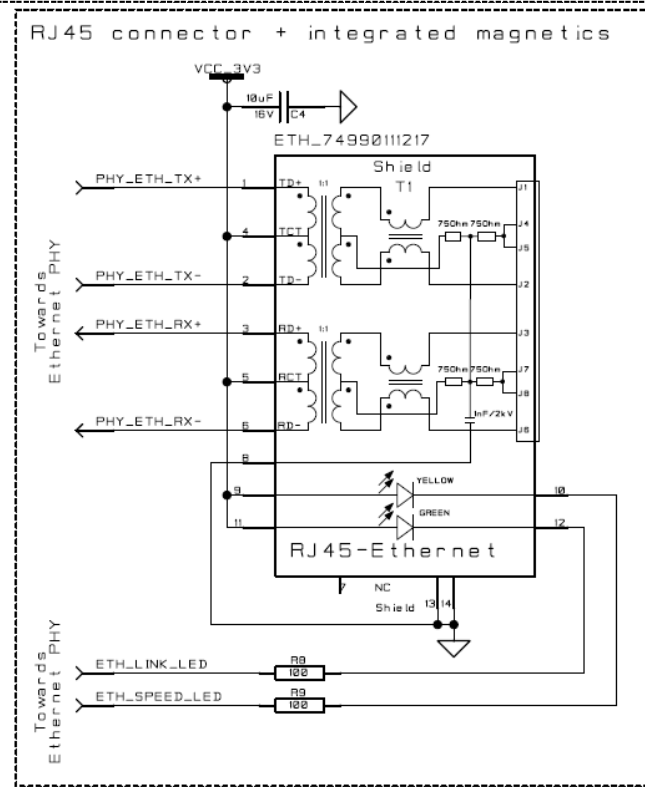 RJ45 connector + integrated magnetics
VCC_3V3
10uF
16V C4
ETH_74990111217
Shield
T1
PHY_ETH_TX+ 1 TD+ 1:1 J1
4 TCT 75Ohm 75Ohm J4
J5
PHY_ETH_TX- 2 TD- J2
Towards
Ethernet PHY
PHY_ETH_RX+ 3 RD+ 1:1 J3
5 RCT 75Ohm 75Ohm J7
J8
1nF/2kV
PHY_ETH_RX- 6 RD- J6
8
9 YELLOW 10
11 GREEN 12
RJ45-Ethernet
7 NC
Shield 13 14
Towards
Ethernet PHY
ETH_LINK_LED R8
100
ETH_SPEED_LED R9
100